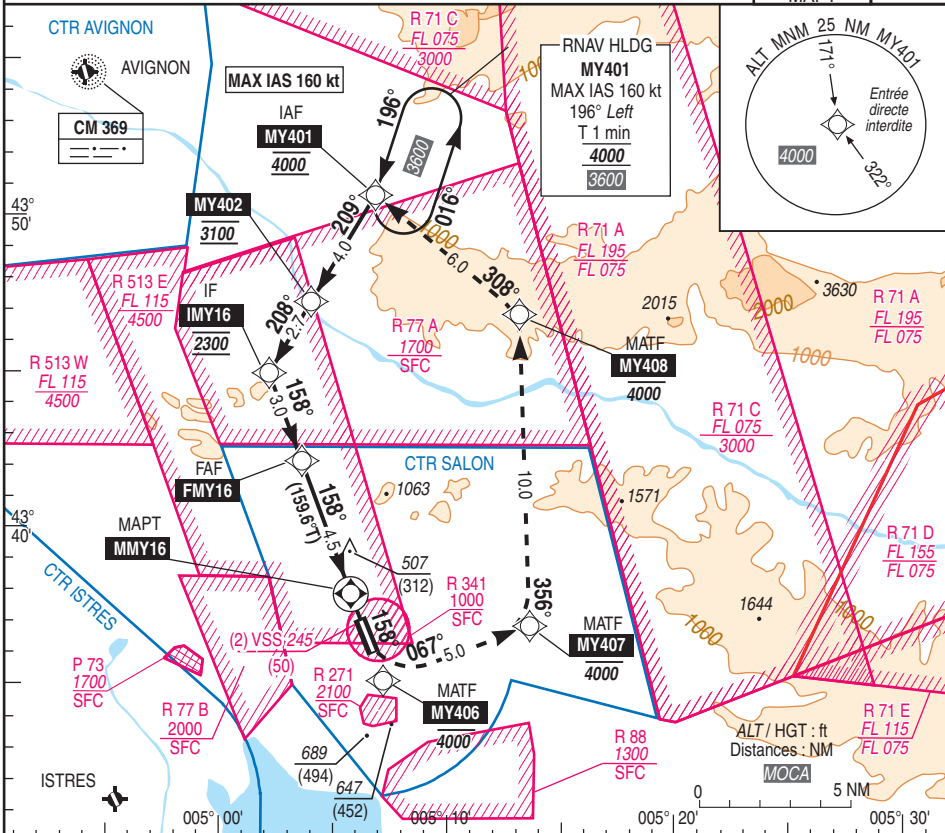 CTR AVIGNON
AVIGNON
CM 369
MAX IAS 160 kt
IAF
MY401
4000
R 71 C
FL 075
3000
RNAV HLDG
MY401
MAX IAS 160 kt
196° Left
T 1 min
4000
3600
ALT MNM 25 NM MY401
171°
Entrée
directe
interdite
4000
322°
196°
3600
016°
43°
50'
MY402
3100
209°
4.0
1000
6.0
308°
R 71 A
FL 195
FL 075
2015
3630
2000
1000
R 71 A
FL 195
FL 075
R 513 E
FL 115
4500
IF
IMY16
2300
208°
2.7
R 77 A
1700
SFC
MATF
MY408
4000
R 513 W
FL 115
4500
158°
3.0
R 71 C
FL 075
3000
CTR SALON
FAF
FMY16
1063
158°
(159.6°T)
4.5
10.0
1571
43°
40'
MAPT
MMY16
507
(312)
R 71 D
FL 155
FL 075
CTR ISTRES
R 341
1000
SFC
356°
1644
1000
1000
(2) VSS 245
(50)
158°
067°
5.0
MATF
MY407
4000
P 73
1700
SFC
R 271
2100
SFC
MATF
MY406
4000
R 77 B
2000
SFC
689
(494)
647
(452)
R 88
1300
SFC
R 71 E
FL 115
FL 075
ALT / HGT : ft
Distances : NM
MOCA
0 5 NM
ISTRES
005° 00' 005° 10' 005° 20' 005° 30'